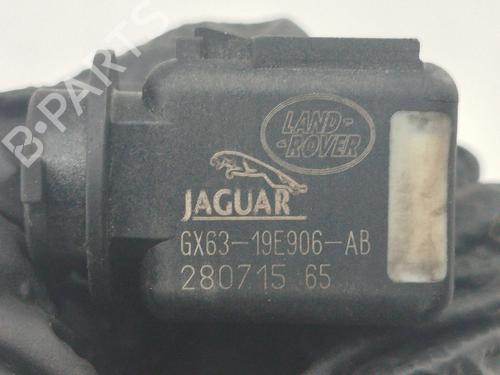 B-PARTS
LAND-
-ROVER
JAGUAR
GX63-19E906-AB
280715 65